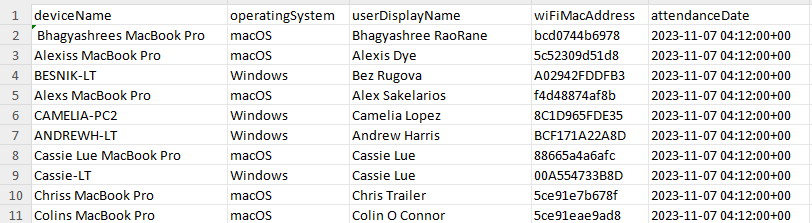 1 deviceName operatingSystem userDisplayName wiFiMacAddress attendanceDate
2 Bhagyashrees MacBook Pro macOS Bhagyashree RaoRane bcd0744b6978 2023-11-07 04:12:00+00
3 Alexiss MacBook Pro macOS Alexis Dye 5c52309d51d8 2023-11-07 04:12:00+00
4 BESNIK-LT Windows Bez Rugova A02942FDDFB3 2023-11-07 04:12:00+00
5 Alexs MacBook Pro macOS Alex Sakelarios f4d48874af8b 2023-11-07 04:12:00+00
6 CAMELIA-PC2 Windows Camelia Lopez 8C1D965FDE35 2023-11-07 04:12:00+00
7 ANDREWH-LT Windows Andrew Harris BCF171A22A8D 2023-11-07 04:12:00+00
8 Cassie Lue MacBook Pro macOS Cassie Lue 88665a4a6afc 2023-11-07 04:12:00+00
9 Cassie-LT Windows Cassie Lue 00A554733B8D 2023-11-07 04:12:00+00
10 Chriss MacBook Pro macOS Chris Trailer 5ce91e7b678f 2023-11-07 04:12:00+00
11 Colins MacBook Pro macOS Colin O Connor 5ce91eae9ad8 2023-11-07 04:12:00+00